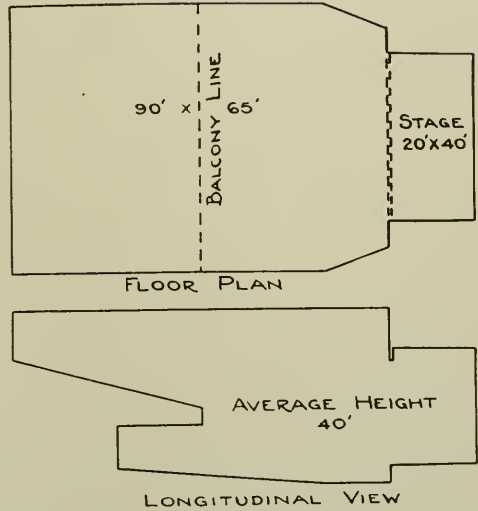 90' x 65'
BALCONY LINE
STAGE
20'X40'
FLOOR PLAN
AVERAGE HEIGHT
40'
LONGITUDINAL VIEW